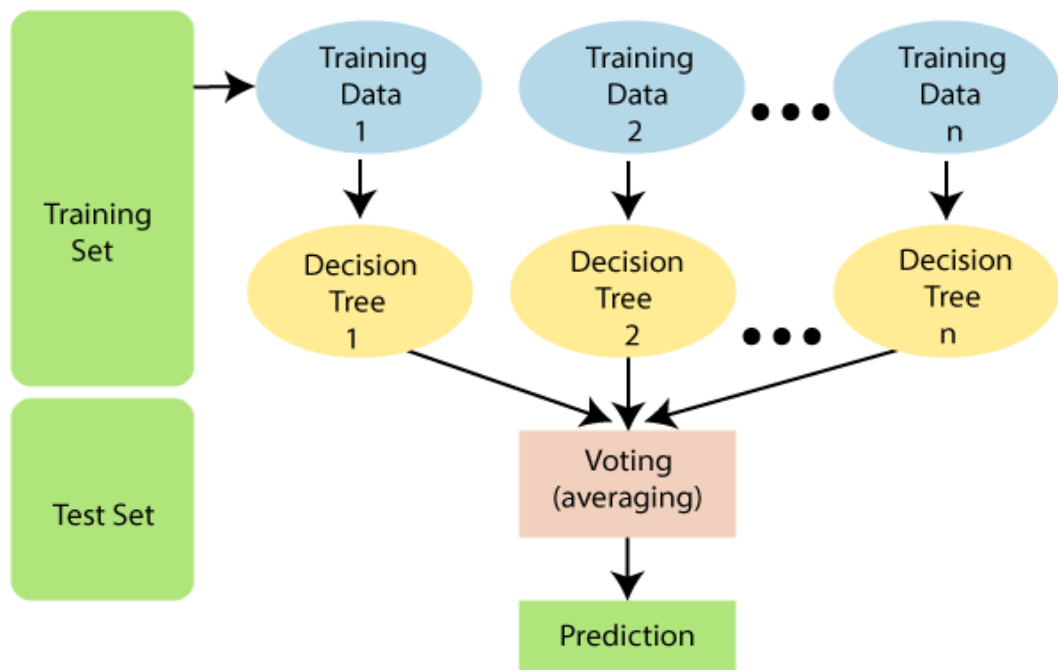 Training
Set
Test Set
Training
Data
1
Training
Data
2
Training
Data
n
Decision
Tree
1
Decision
Tree
2
Decision
Tree
n
Voting
(averaging)
Prediction